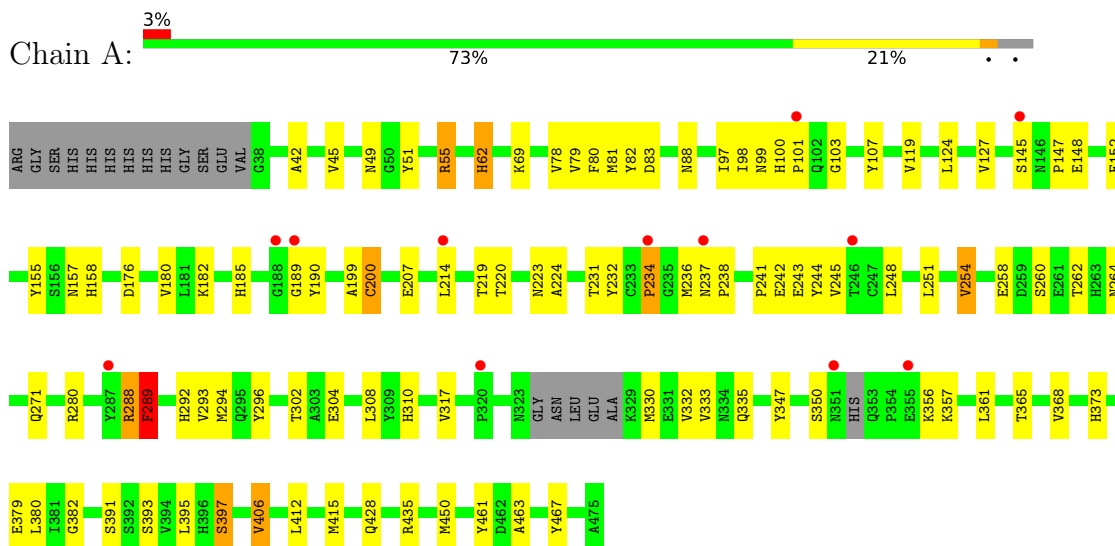 3%
Chain A:
73% 21% • •
ARG GLY SER HIS HIS HIS HIS HIS HIS GLY SER GLU VAL G38 A42 V45 N49 G50 Y51 R55 H62 K69 V78 V79 F80 M81 Y82 D83 N88 I97 I98 N99 H100 P101 Q102 G103 Y107 V119 L124 V127 S145 N146 P147 E148
Y155 S156 N157 H158 D176 V180 L181 K182 H185 G188 G189 Y190 A199 C200 E207 L214 T219 T220 N223 A224 T231 Y232 C233 P234 G235 M236 N237 P238 P241 E242 E243 Y244 V245 T246 C247 L248 L251 V254 E258 D259 S260 E261 T262 H263 N264
Q271 R280 Y287 R288 F289 H292 V293 M294 Q295 Y296 T302 A303 E304 L308 Y309 H310 V317 P320 N323 GLY ASN LEU GLU ALA K329 M330 E331 V332 V333 N334 Q335 Y347 S350 N351 HIS Q353 P354 E355 K356 K357 L361 T365 V368 H373
E379 L380 I381 G382 S391 S392 S393 V394 L395 H396 S397 V406 L412 M415 Q428 R435 M450 Y461 D462 A463 Y467 A475